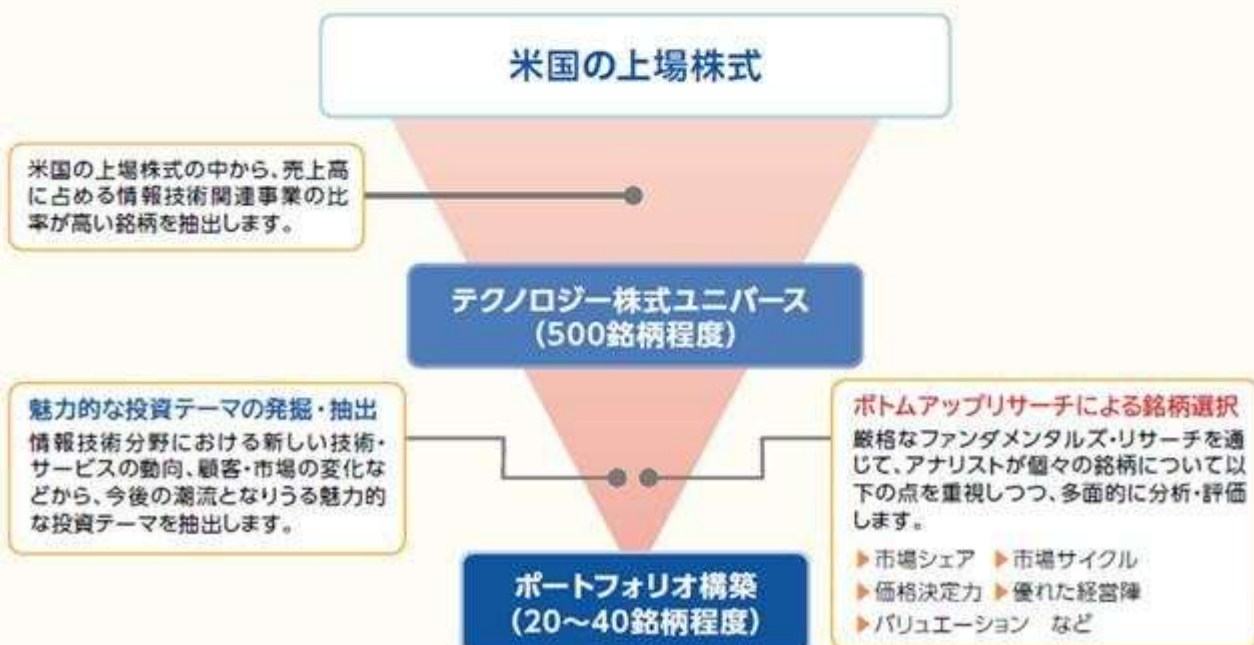 米国の上場株式
米国の上場株式の中から、売上高
に占める情報技術関連事業の比
率が高い銘柄を抽出します。
テクノロジー株式ユニバース
(500銘柄程度)
魅力的な投資テーマの発掘・抽出
情報技術分野における新しい技術・
サービスの動向、顧客・市場の変化な
どから、今後の潮流となりうる魅力的
な投資テーマを抽出します。
ボトムアップリサーチによる銘柄選択
厳格なファンダメンタルズ・リサーチを通
じて、アナリストが個々の銘柄について以
下の点を重視しつつ、多面的に分析・評価
します。
▶市場シェア ▶市場サイクル
▶価格決定力 ▶優れた経営陣
▶バリュエーション など
ポートフォリオ構築
(20〜40銘柄程度)